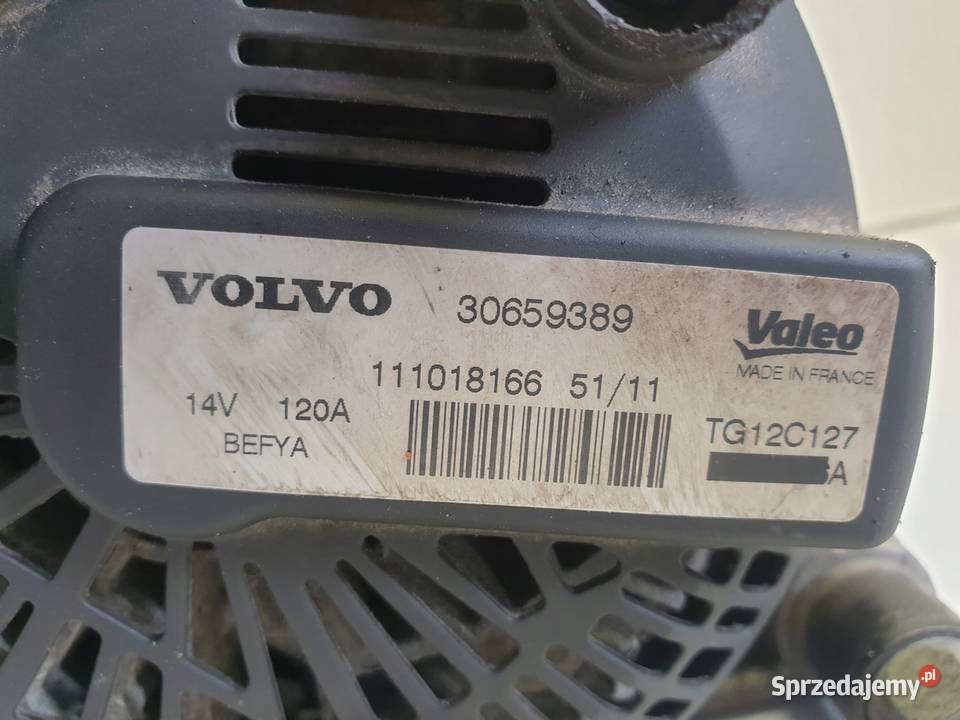 VOLVO 30659389
Valeo
MADE IN FRANCE
111018166 51/11
14V 120A
BEFYA
TG12C127
A
Sprzedajemy.pl